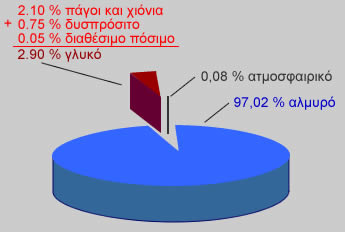 2.10 % πάγοι και χιόνια
+ 0.75 % δυσπρόσιτο
0.05 % διαθέσιμο πόσιμο
2.90 % γλυκό
0,08 % ατμοσφαιρικό
97,02 % αλμυρό